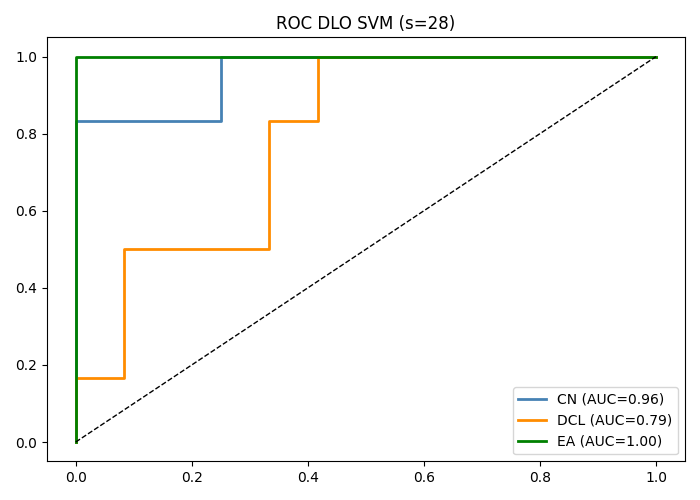 ROC DLO SVM (s=28)
1.0
0.8
0.6
0.4
0.2
0.0
CN (AUC=0.96)
DCL (AUC=0.79)
EA (AUC=1.00)
0.0 0.2 0.4 0.6 0.8 1.0